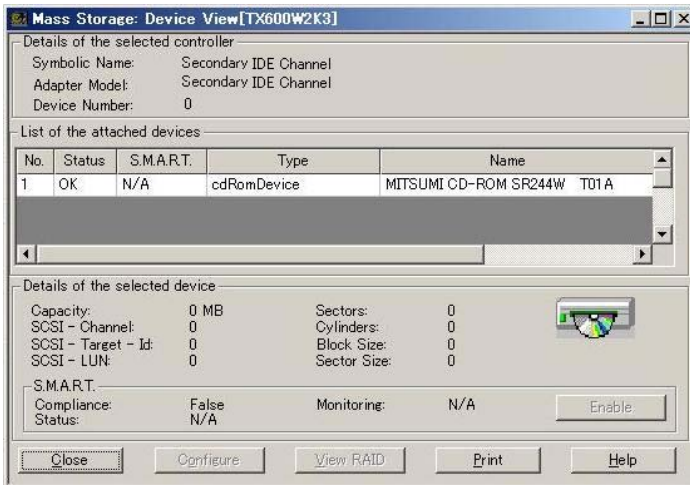 Mass Storage: Device View[TX600W2K3]
Details of the selected controller
Symbolic Name: Secondary IDE Channel
Adapter Model: Secondary IDE Channel
Device Number: 0
List of the attached devices
No. Status S.M.A.R.T. Type Name
1 OK N/A cdRomDevice MITSUMI CD-ROM SR244W T01A
Details of the selected device
Capacity: 0 MB Sectors: 0
SCSI - Channel: 0 Cylinders: 0
SCSI - Target - Id: 0 Block Size: 0
SCSI - LUN: 0 Sector Size: 0
S.M.A.R.T.
Compliance: False Monitoring: N/A Enable
Status: N/A
Close Configure View RAID Print Help